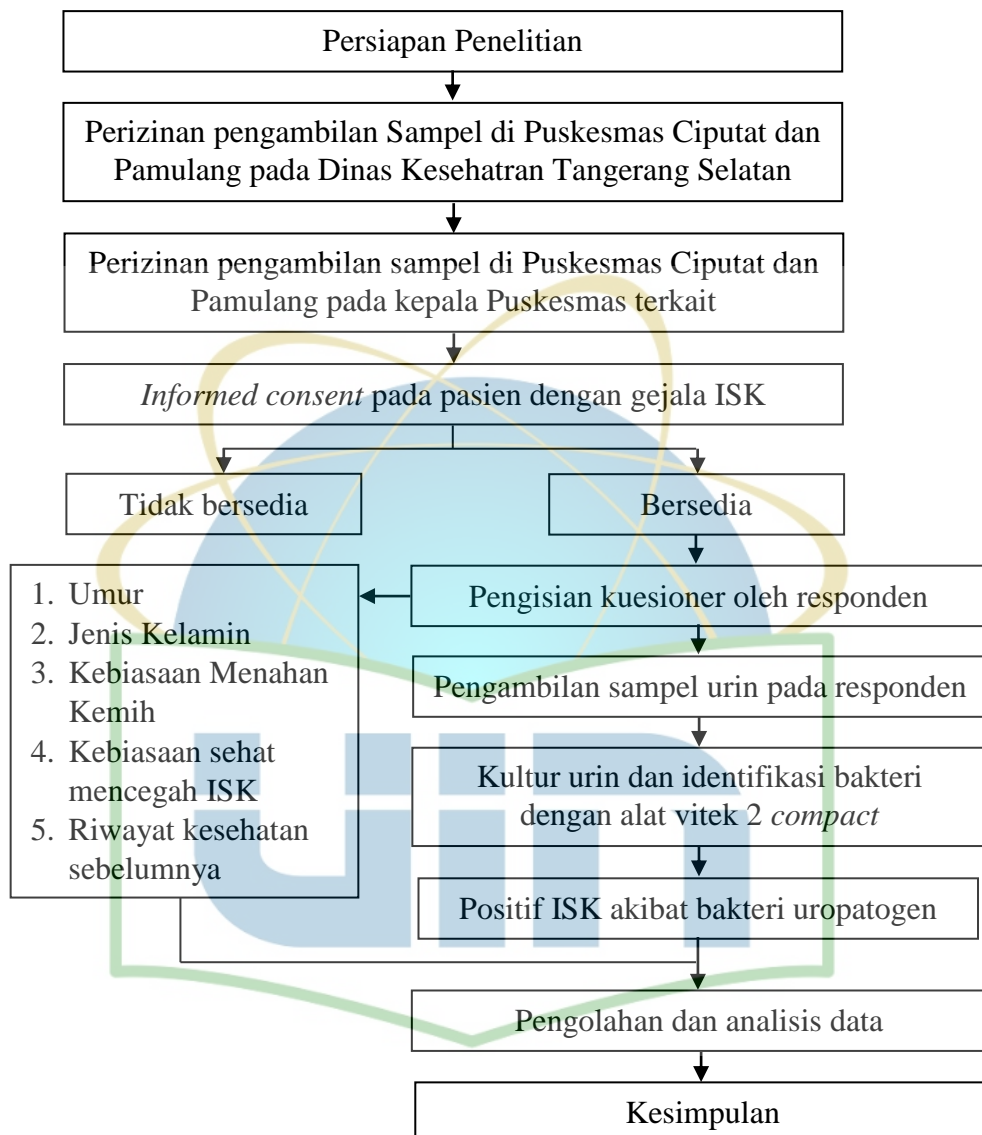 Persiapan Penelitian
Perizinan pengambilan Sampel di Puskesmas Ciputat dan
Pamulang pada Dinas Kesehatran Tangerang Selatan
Perizinan pengambilan sampel di Puskesmas Ciputat dan
Pamulang pada kepala Puskesmas terkait
Informed consent pada pasien dengan gejala ISK
Tidak bersedia
Bersedia
Pengisian kuesioner oleh responden
1. Umur
2. Jenis Kelamin
3. Kebiasaan Menahan
Kemih
4. Kebiasaan sehat
mencegah ISK
5. Riwayat kesehatan
sebelumnya
Pengambilan sampel urin pada responden
Kultur urin dan identifikasi bakteri
dengan alat vitek 2 compact
Positif ISK akibat bakteri uropatogen
Pengolahan dan analisis data
Kesimpulan
uin